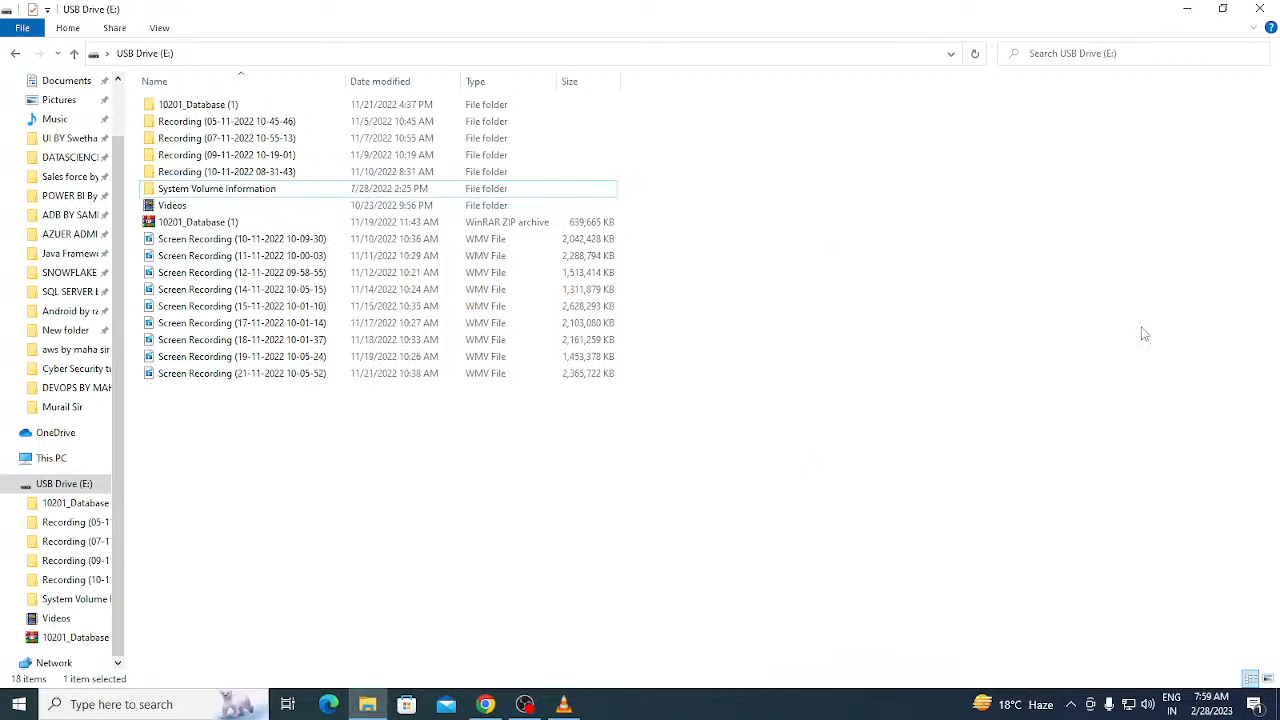 USB Drive (E:)
File Home Share View
USB Drive (E:) Search USB Drive (E:)
Name Date modified Type Size
10201_Database (1) 11/21/2022 4:37 PM File folder
Recording (05-11-2022 10-45-46) 11/5/2022 10:45 AM File folder
Recording (07-11-2022 10-55-13) 11/7/2022 10:55 AM File folder
Recording (09-11-2022 10-19-01) 11/9/2022 10:19 AM File folder
Recording (10-11-2022 08-31-43) 11/10/2022 8:31 AM File folder
System Volume Information 7/28/2022 2:25 PM File folder
Videos 10/23/2022 9:56 PM File folder
10201_Database (1) 11/19/2022 11:43 AM WinRAR ZIP archive 639,665 KB
Screen Recording (10-11-2022 10-09-30) 11/10/2022 10:36 AM WMV File 2,042,428 KB
Screen Recording (11-11-2022 10-00-03) 11/11/2022 10:29 AM WMV File 2,288,794 KB
Screen Recording (12-11-2022 09-58-55) 11/12/2022 10:21 AM WMV File 1,513,414 KB
Screen Recording (14-11-2022 10-05-15) 11/14/2022 10:24 AM WMV File 1,311,879 KB
Screen Recording (15-11-2022 10-01-10) 11/15/2022 10:35 AM WMV File 2,628,293 KB
Screen Recording (17-11-2022 10-01-14) 11/17/2022 10:27 AM WMV File 2,103,080 KB
Screen Recording (18-11-2022 10-01-37) 11/18/2022 10:33 AM WMV File 2,161,259 KB
Screen Recording (19-11-2022 10-05-24) 11/19/2022 10:26 AM WMV File 1,453,378 KB
Screen Recording (21-11-2022 10-05-52) 11/21/2022 10:38 AM WMV File 2,365,722 KB
Documents
Pictures
Music
UI BY Swetha
DATASCIENCI
Sales force by
POWER BI By
ADB BY SAMI
AZUER ADMI
Java Framewo
SNOWFLAKE
SQL SERVER b
Android by ra
New folder
aws by maha sir
Cyber Security tu
DEVOPS BY MAH
Murail Sir
OneDrive
This PC
USB Drive (E:)
10201_Database
Recording (05-1
Recording (07-1
Recording (09-1
Recording (10-1
System Volume I
Videos
10201_Database
Network
18 items 1 item selected
Type here to search 18°C Haze ENG 7:59 AM
IN 2/28/2023